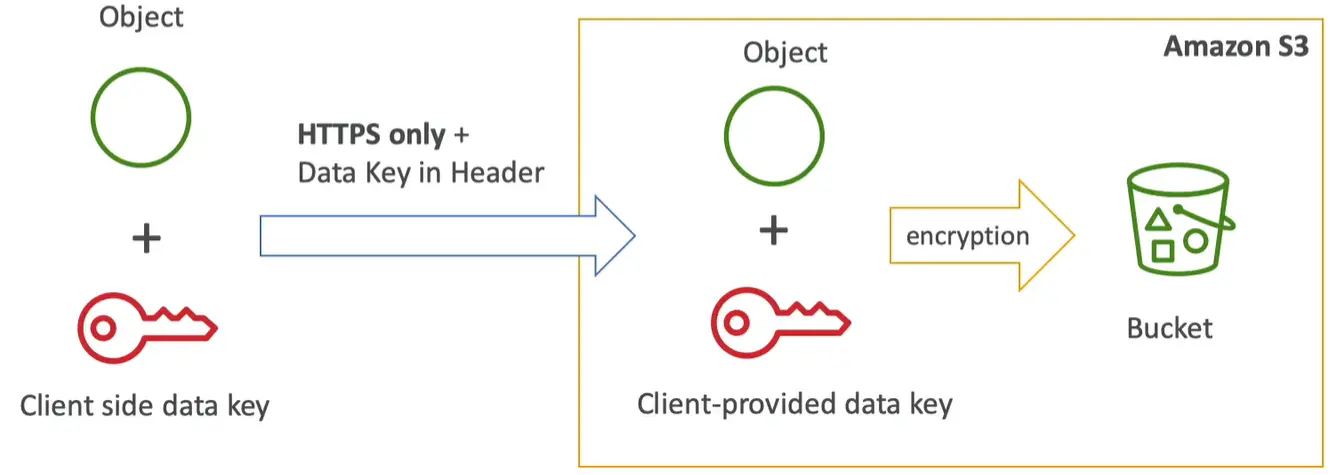 Object
HTTPS only +
Data Key in Header
+
Client side data key
Amazon S3
Object
+
Client-provided data key
encryption
Bucket